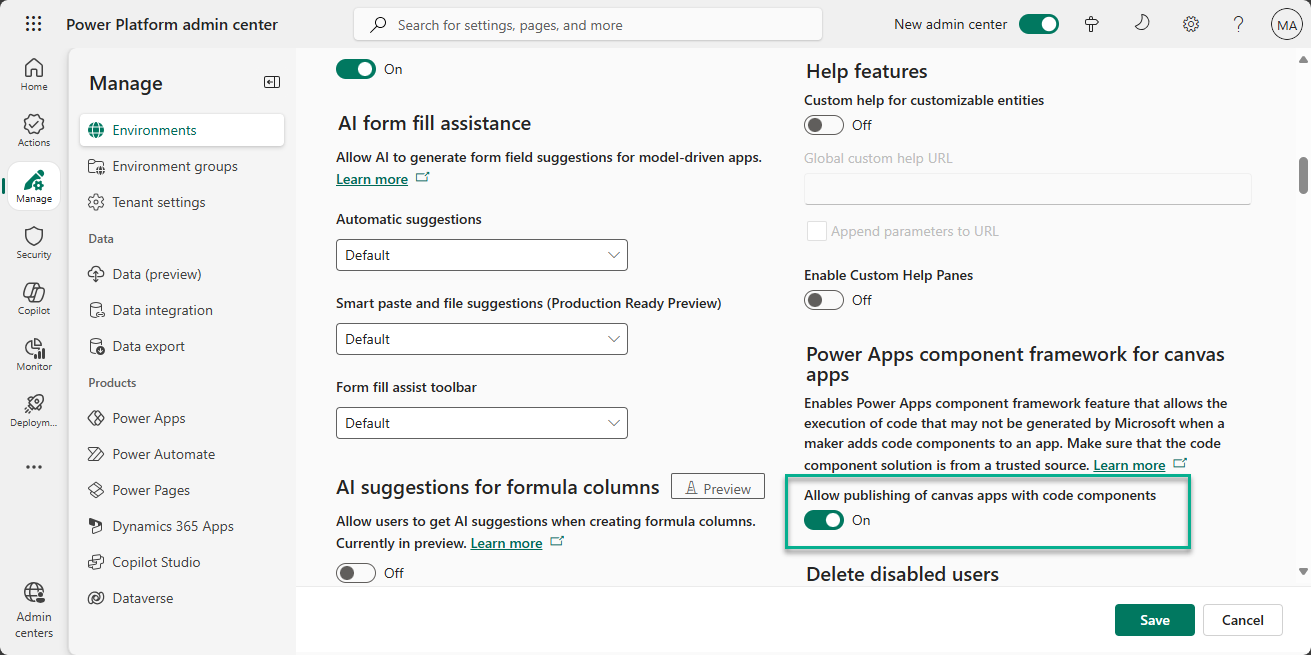 Power Platform admin center
Search for settings, pages, and more
New admin center
MA
Home
Actions
Manage
Security
Copilot
Monitor
Deploym...
Admin
centers
Manage
Environments
Environment groups
Tenant settings
Data
Data (preview)
Data integration
Data export
Products
Power Apps
Power Automate
Power Pages
Dynamics 365 Apps
Copilot Studio
Dataverse
On
AI form fill assistance
Allow AI to generate form field suggestions for model-driven apps.
Learn more
Automatic suggestions
Default
Smart paste and file suggestions (Production Ready Preview)
Default
Form fill assist toolbar
Default
AI suggestions for formula columns
Preview
Allow users to get AI suggestions when creating formula columns.
Currently in preview. Learn more
Off
Help features
Custom help for customizable entities
Off
Global custom help URL
Append parameters to URL
Enable Custom Help Panes
Off
Power Apps component framework for canvas
apps
Enables Power Apps component framework feature that allows the
execution of code that may not be generated by Microsoft when a
maker adds code components to an app. Make sure that the code
component solution is from a trusted source. Learn more
Allow publishing of canvas apps with code components
On
Delete disabled users
Save
Cancel